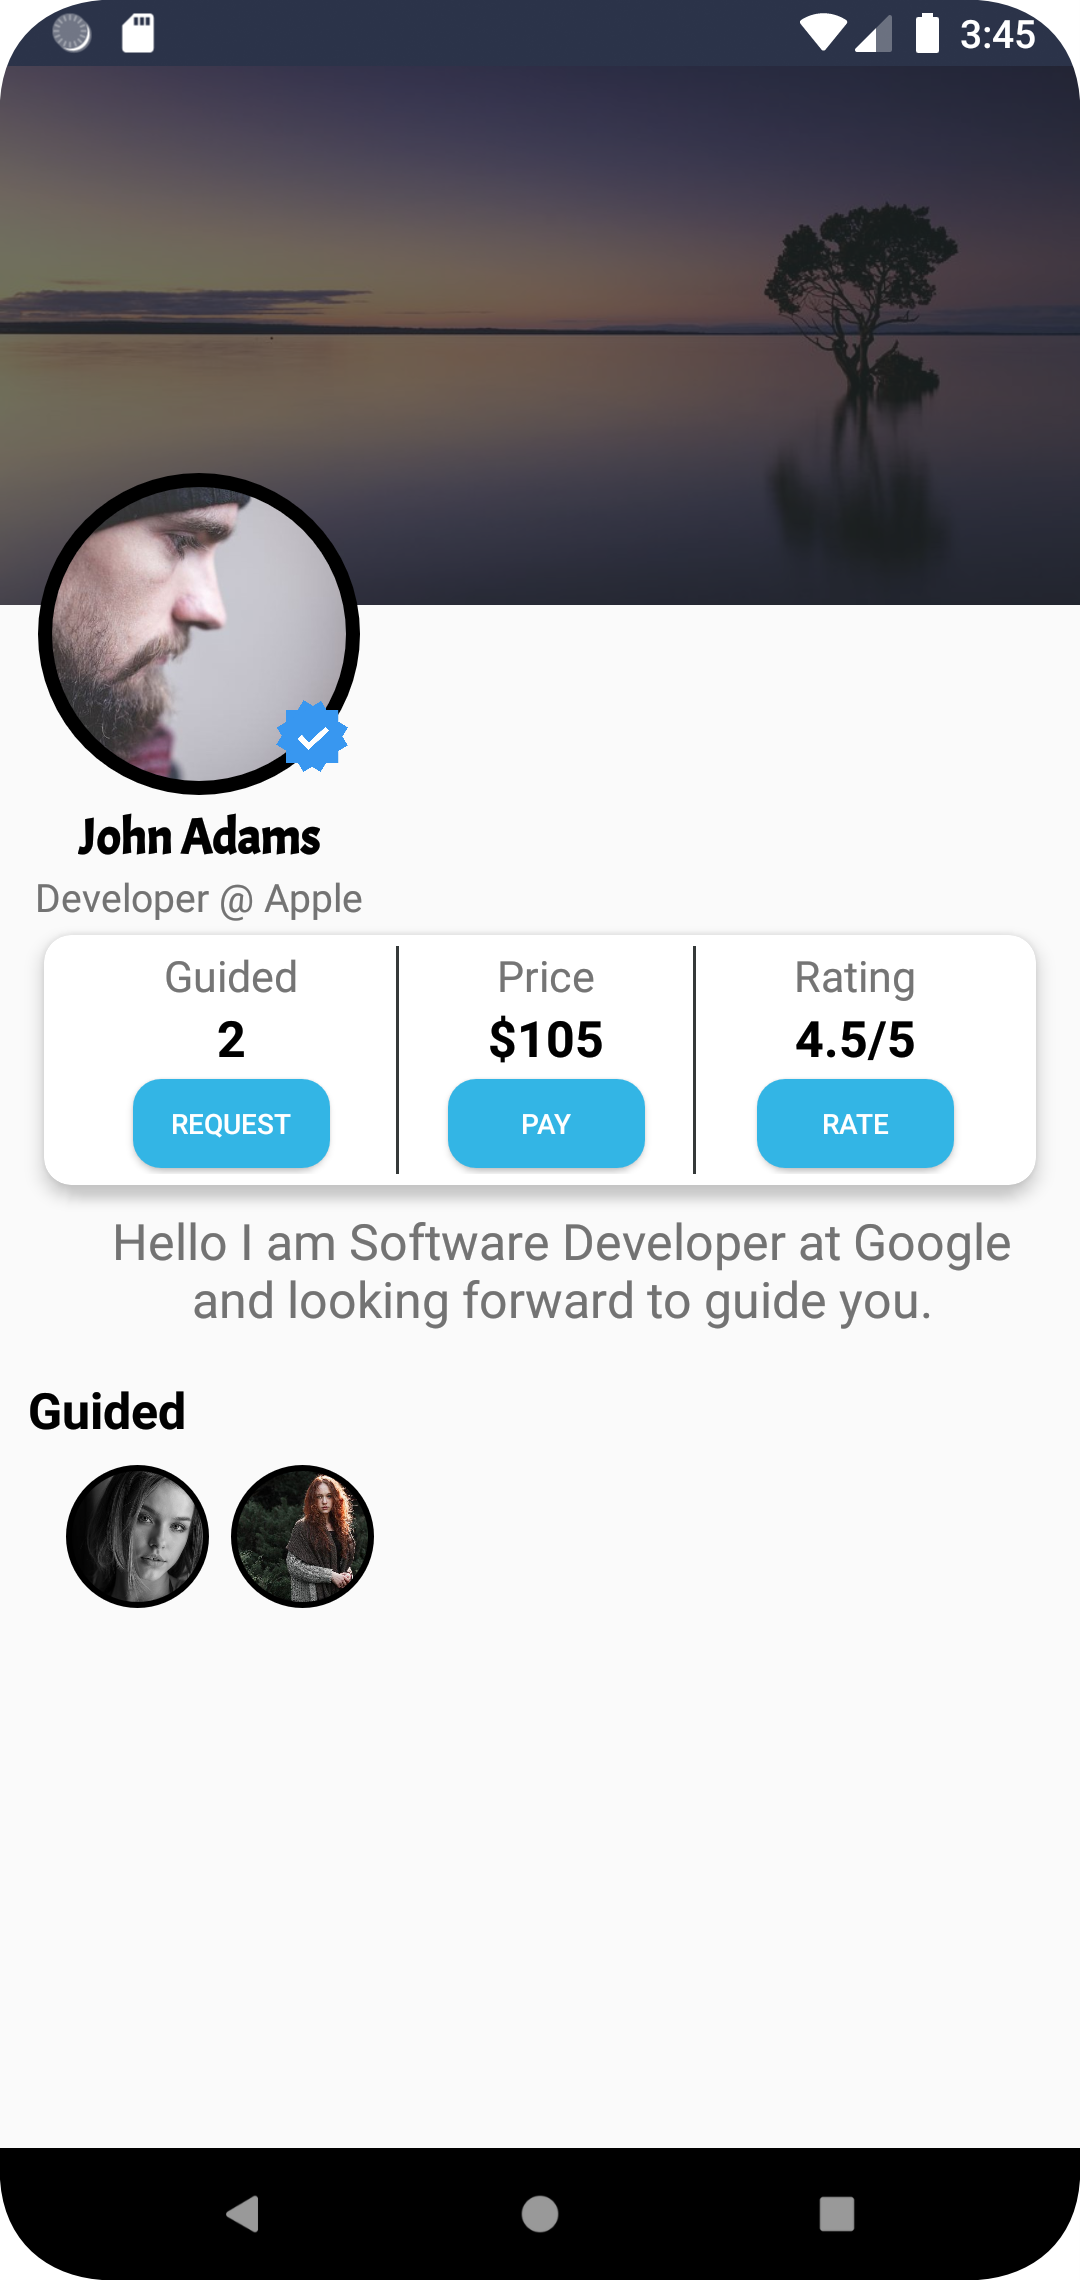 3:45
John Adams
Developer @ Apple
Guided Price Rating
2 $105 4.5/5
REQUEST PAY RATE
Hello I am Software Developer at Google
and looking forward to guide you.
Guided